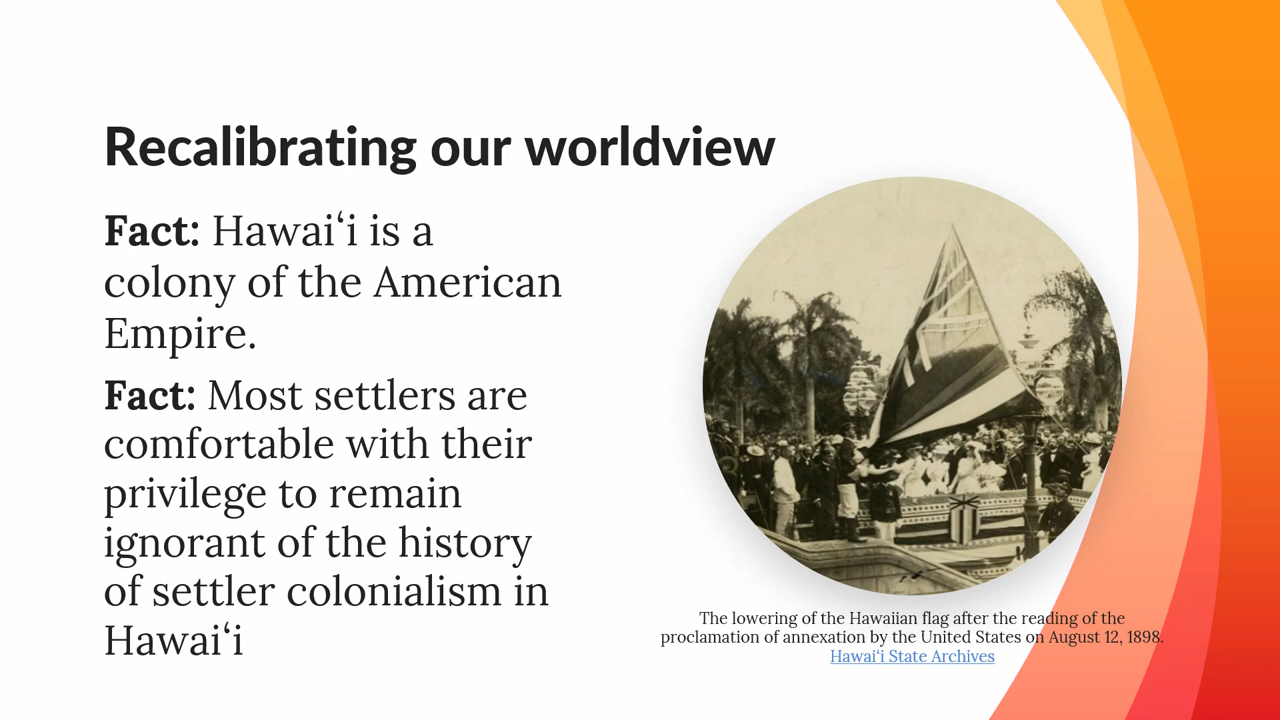 Recalibrating our worldview
Fact: Hawaiʻi is a
colony of the American
Empire.
Fact: Most settlers are
comfortable with their
privilege to remain
ignorant of the history
of settler colonialism in
Hawaiʻi
The lowering of the Hawaiian flag after the reading of the
proclamation of annexation by the United States on August 12, 1898.
Hawaiʻi State Archives